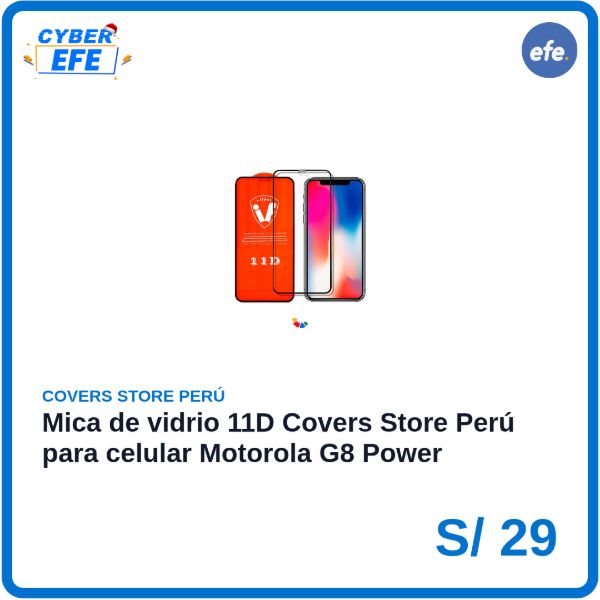 CYBER
EFE
efe.
11D
COVERS STORE PERÚ
Mica de vidrio 11D Covers Store Perú
para celular Motorola G8 Power
S/ 29